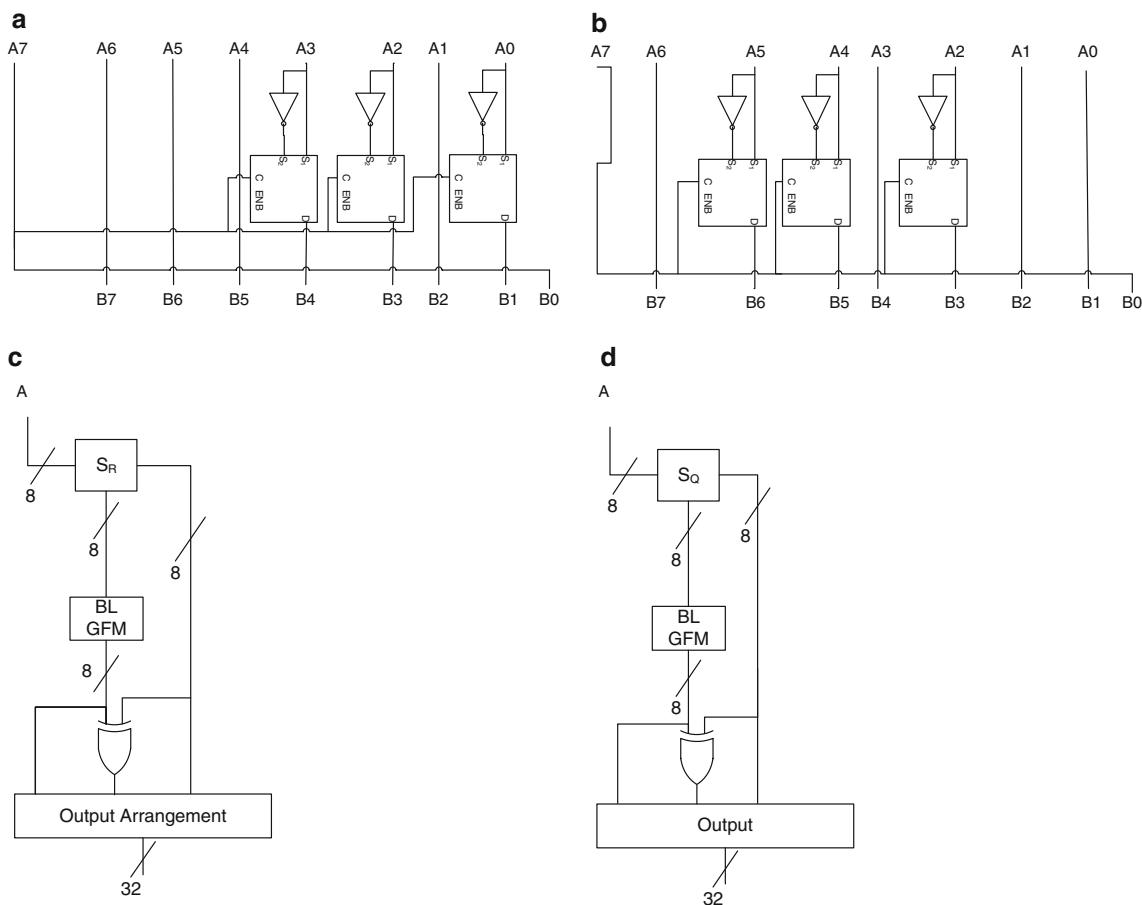 a
A7 A6 A5 A4 A3 A2 A1 A0
S2 S1 S2 S1 S2 S1
C ENB D C ENB D C ENB D
B7 B6 B5 B4 B3 B2 B1 B0
b
A7 A6 A5 A4 A3 A2 A1 A0
S2 S1 S2 S1 S2 S1
C ENB D C ENB D C ENB D
B7 B6 B5 B4 B3 B2 B1 B0
c
A
SR
8
8
8
BL
GFM
8
Output Arrangement
32
d
A
SQ
8
8
8
BL
GFM
8
Output
32